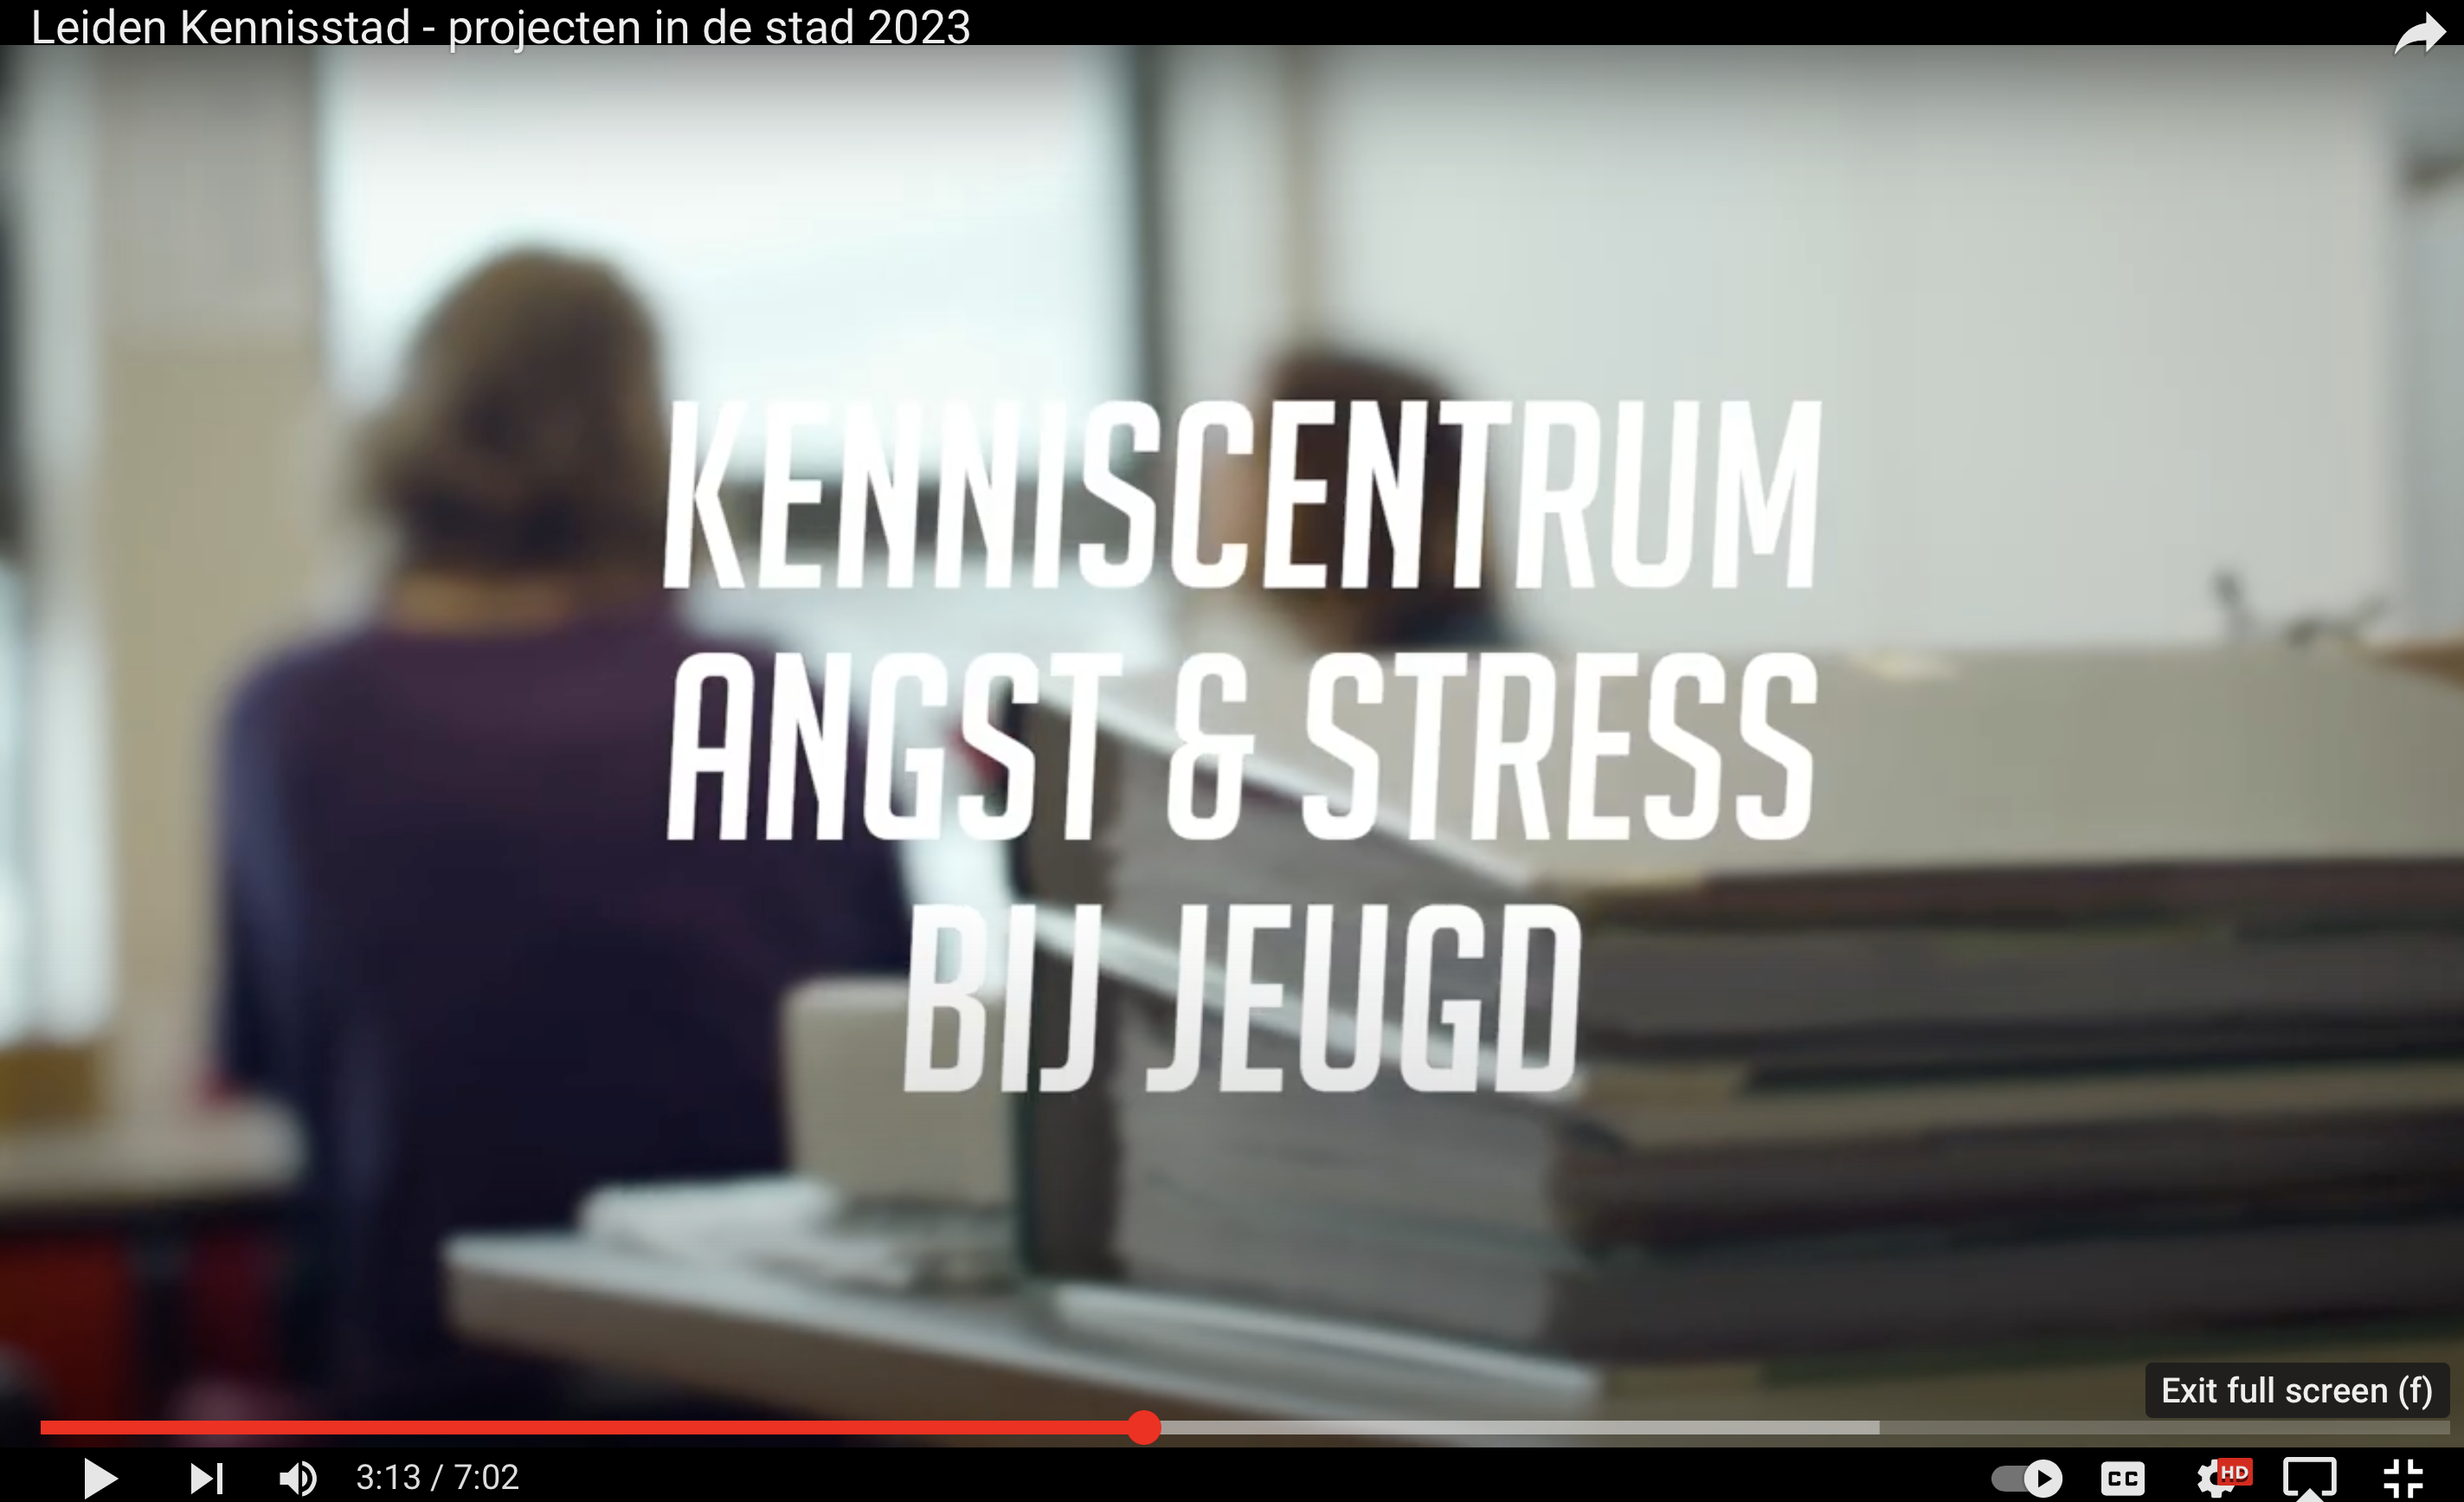 Leiden Kennisstad - projecten in de stad 2023
KENNISCENTRUM
ANGST & STRESS
BIJ JEUGD
Exit full screen (f)
3:13 / 7:02
CC
HD